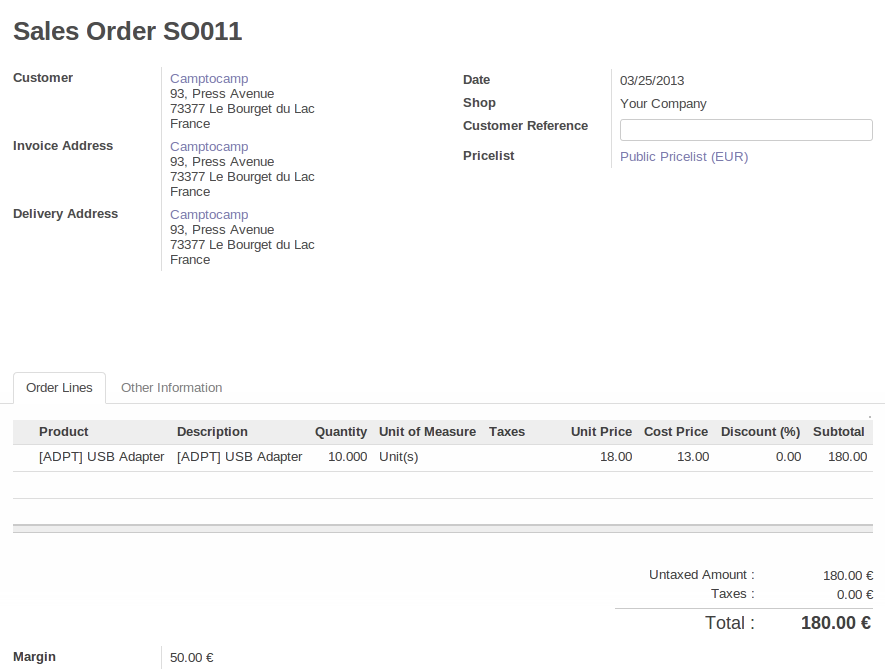 Sales Order SO011
Customer
Camptocamp
93, Press Avenue
73377 Le Bourget du Lac
France
Invoice Address
Camptocamp
93, Press Avenue
73377 Le Bourget du Lac
France
Delivery Address
Camptocamp
93, Press Avenue
73377 Le Bourget du Lac
France
Date 03/25/2013
Shop Your Company
Customer Reference
Pricelist Public Pricelist (EUR)
Order Lines Other Information
Product Description Quantity Unit of Measure Taxes Unit Price Cost Price Discount (%) Subtotal
[ADPT] USB Adapter [ADPT] USB Adapter 10.000 Unit(s) 18.00 13.00 0.00 180.00
Untaxed Amount : 180.00 €
Taxes : 0.00 €
Total : 180.00 €
Margin 50.00 €